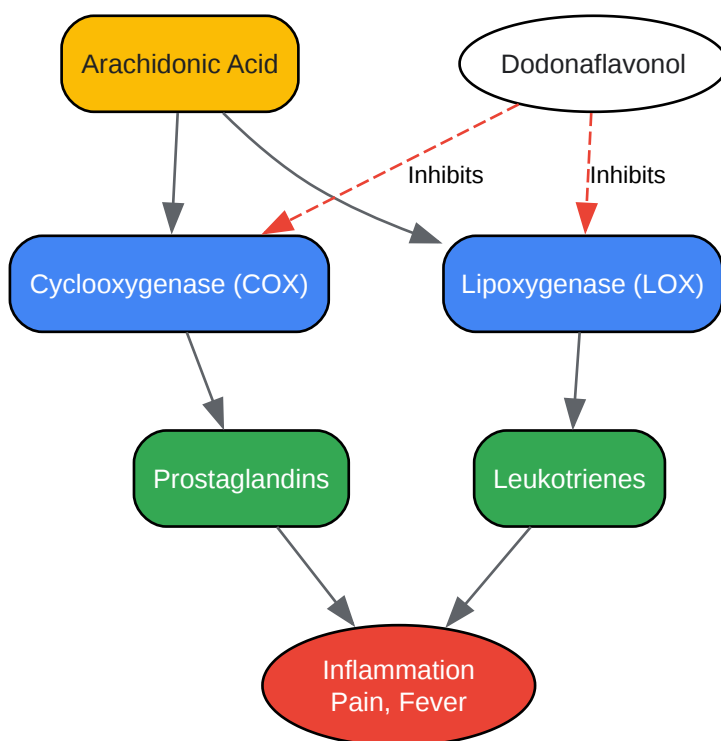 Arachidonic Acid
Dodonaflavonol
Inhibits
Inhibits
Cyclooxygenase (COX)
Lipoxygenase (LOX)
Prostaglandins
Leukotrienes
Inflammation
Pain, Fever